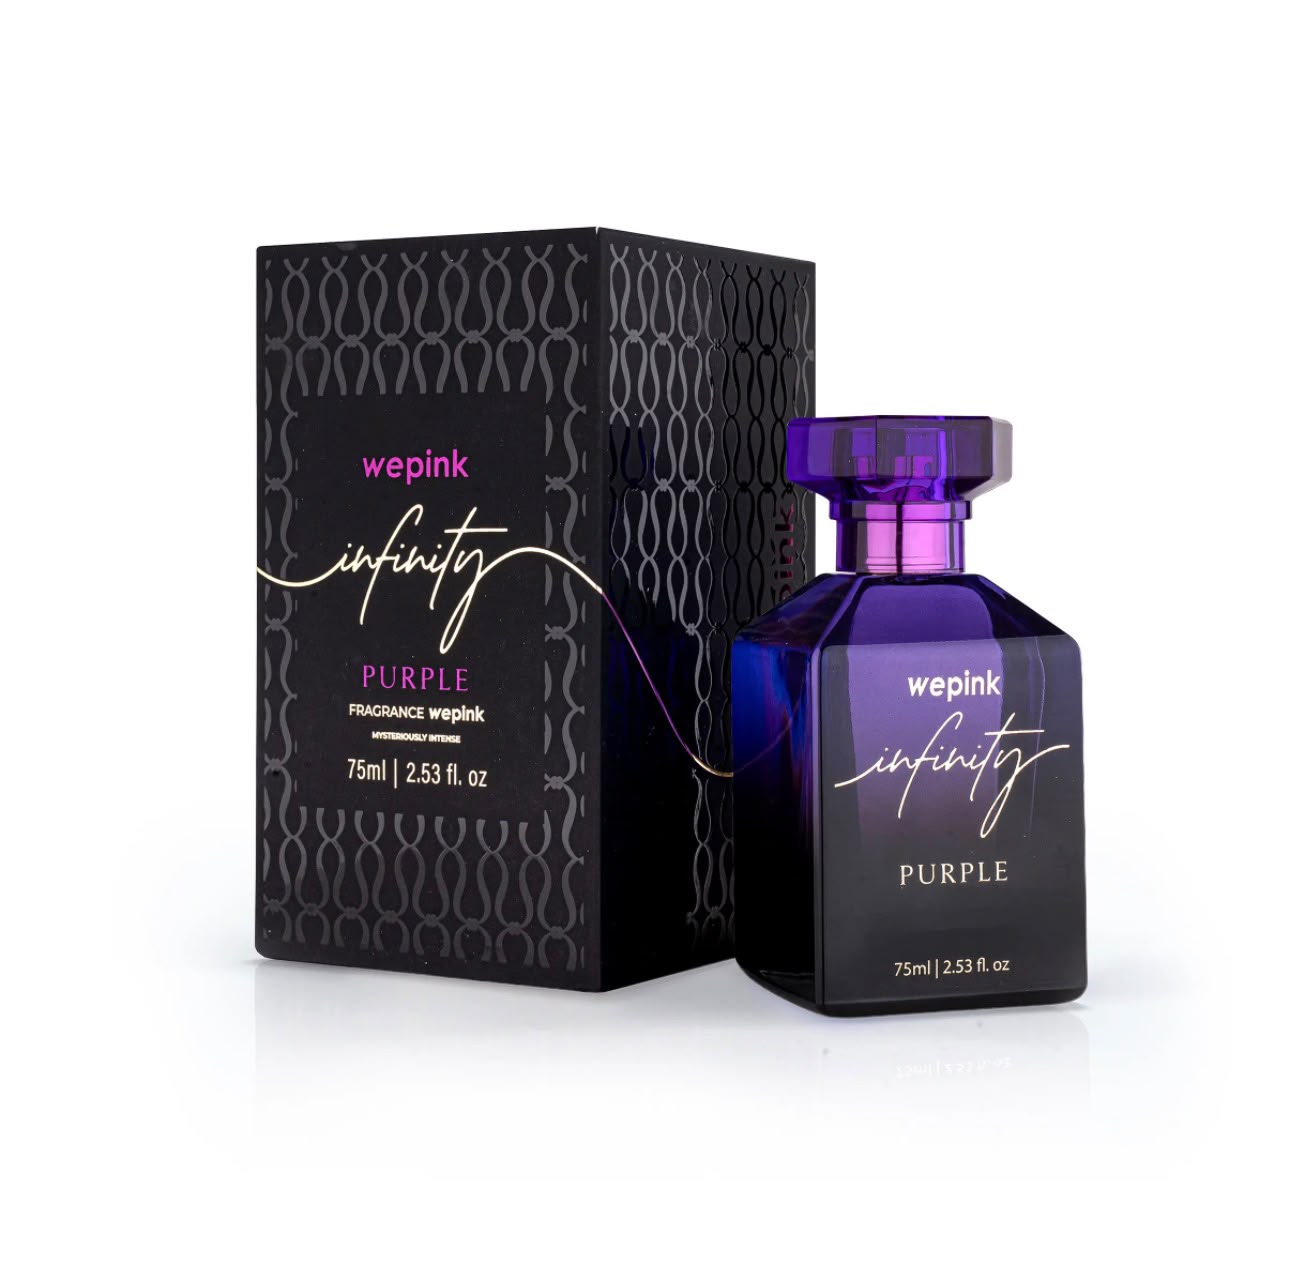 wepink
infinity
PURPLE
FRAGRANCE wepink
MYSTERIOUSLY INTENSE
75ml | 2.53 fl. oz
pink
wepink
infinity
PURPLE
75ml | 2.53 fl. oz